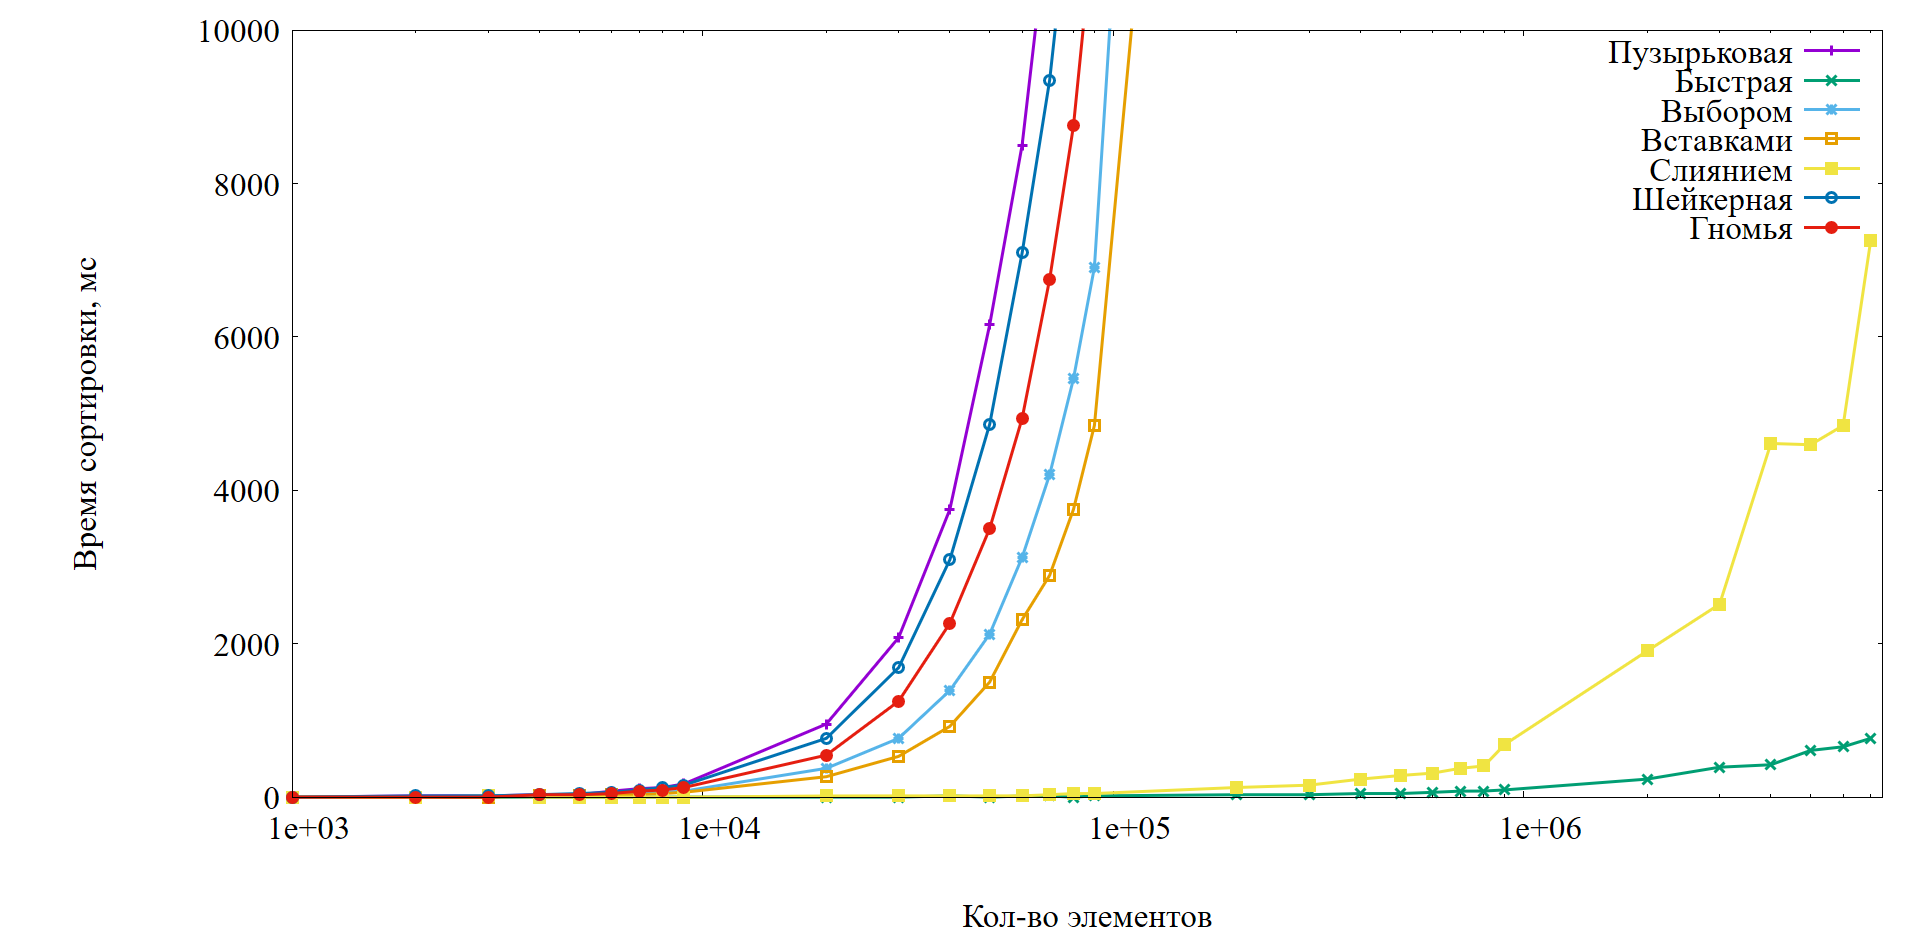 10000
8000
6000
4000
2000
0
1e+03
1e+04
1e+05
1e+06
Время сортировки, мс
Кол-во элементов
Пузырьковая
Быстрая
Выбором
Вставками
Слиянием
Шейкерная
Гномья